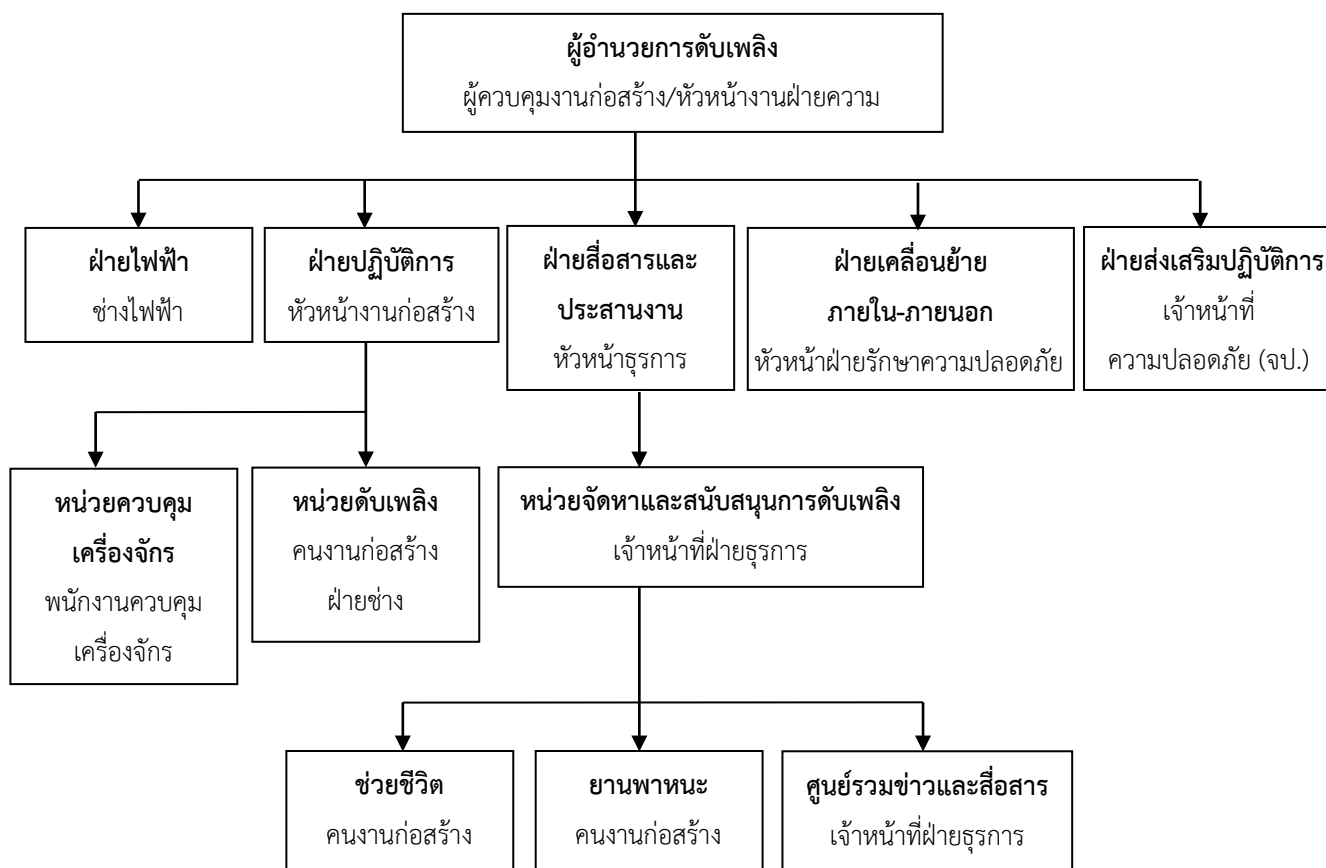 ผู้อำนวยการดับเพลิง
ผู้ควบคุมงานก่อสร้าง/หัวหน้างานฝ่ายความ
ฝ่ายไฟฟ้า
ช่างไฟฟ้า
ฝ่ายปฏิบัติการ
หัวหน้างานก่อสร้าง
ฝ่ายสื่อสารและ
ประสานงาน
หัวหน้าธุรการ
ฝ่ายเคลื่อนย้าย
ภายใน-ภายนอก
หัวหน้าฝ่ายรักษาความปลอดภัย
ฝ่ายส่งเสริมปฏิบัติการ
เจ้าหน้าที่
ความปลอดภัย (จป.)
หน่วยควบคุม
เครื่องจักร
พนักงานควบคุม
เครื่องจักร
หน่วยดับเพลิง
คนงานก่อสร้าง
ฝ่ายช่าง
หน่วยจัดหาและสนับสนุนการดับเพลิง
เจ้าหน้าที่ฝ่ายธุรการ
ช่วยชีวิต
คนงานก่อสร้าง
ยานพาหนะ
คนงานก่อสร้าง
ศูนย์รวมข่าวและสื่อสาร
เจ้าหน้าที่ฝ่ายธุรการ